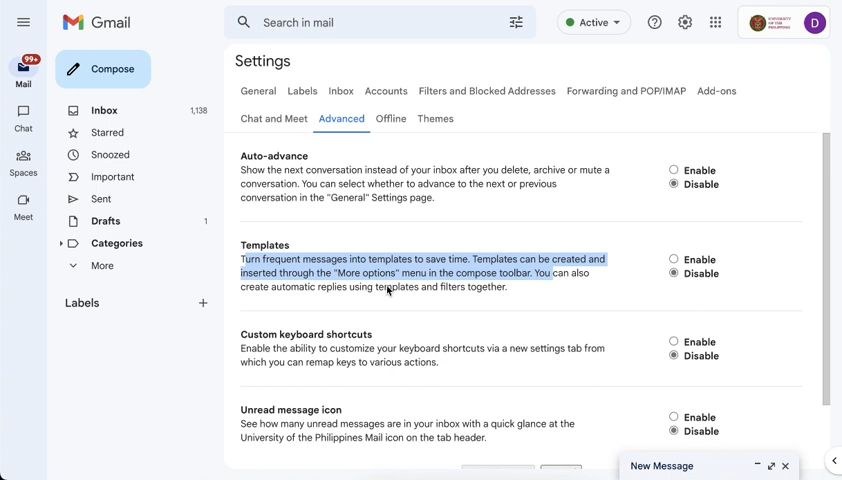 Gmail
Search in mail
Active
UNIVERSITY
OF THE
PHILIPPINES
D
99+
Mail
Chat
Spaces
Meet
Compose
Inbox 1,138
Starred
Snoozed
Important
Sent
Drafts 1
Categories
More
Labels
Settings
General Labels Inbox Accounts Filters and Blocked Addresses Forwarding and POP/IMAP Add-ons
Chat and Meet Advanced Offline Themes
Auto-advance
Show the next conversation instead of your inbox after you delete, archive or mute a
conversation. You can select whether to advance to the next or previous
conversation in the "General" Settings page.
Enable
Disable
Templates
Turn frequent messages into templates to save time. Templates can be created and
inserted through the "More options" menu in the compose toolbar. You can also
create automatic replies using templates and filters together.
Enable
Disable
Custom keyboard shortcuts
Enable the ability to customize your keyboard shortcuts via a new settings tab from
which you can remap keys to various actions.
Enable
Disable
Unread message icon
See how many unread messages are in your inbox with a quick glance at the
University of the Philippines Mail icon on the tab header.
Enable
Disable
New Message